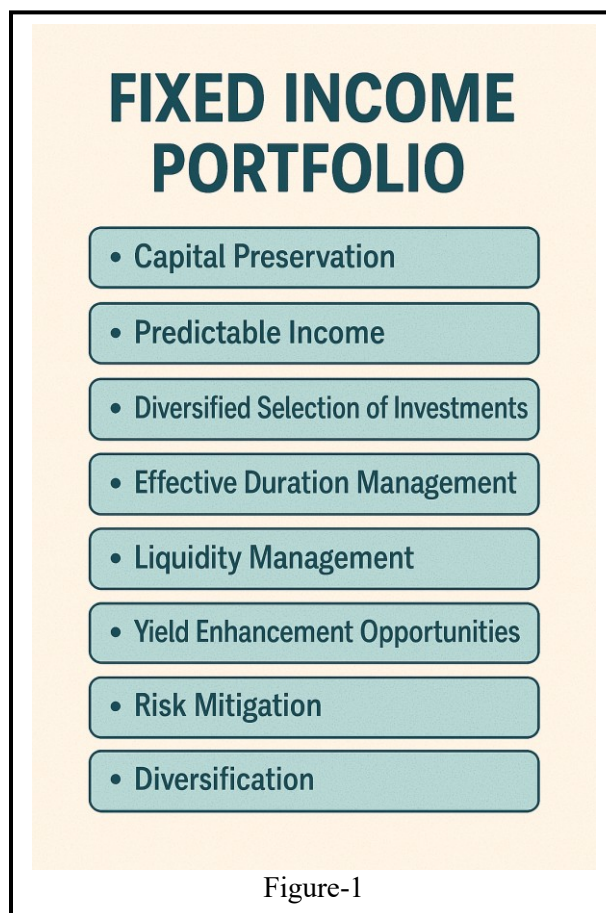 FIXED INCOME
PORTFOLIO
• Capital Preservation
• Predictable Income
• Diversified Selection of Investments
• Effective Duration Management
• Liquidity Management
• Yield Enhancement Opportunities
• Risk Mitigation
• Diversification
Figure-1